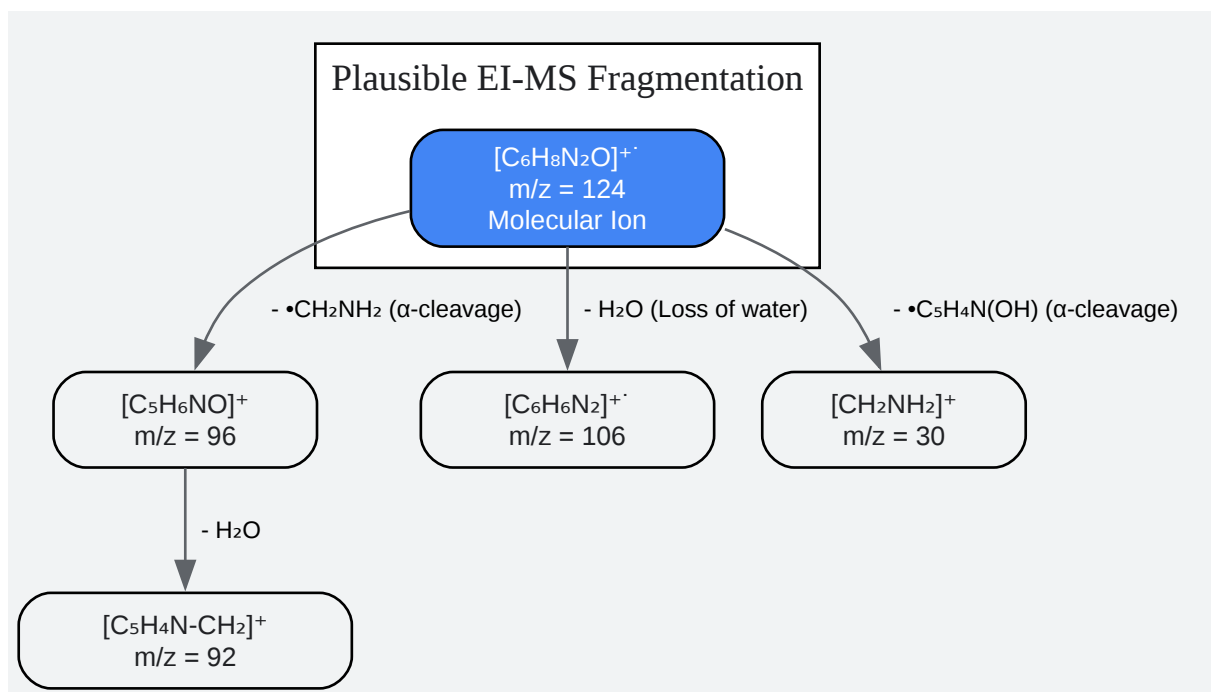 Plausible EI-MS Fragmentation
[C₆H₈N₂O]⁺˙
m/z = 124
Molecular Ion
- •CH₂NH₂ (α-cleavage)
- H₂O (Loss of water)
- •C₅H₄N(OH) (α-cleavage)
[C₅H₆NO]⁺
m/z = 96
[C₆H₆N₂]⁺˙
m/z = 106
[CH₂NH₂]⁺
m/z = 30
- H₂O
[C₅H₄N-CH₂]⁺
m/z = 92